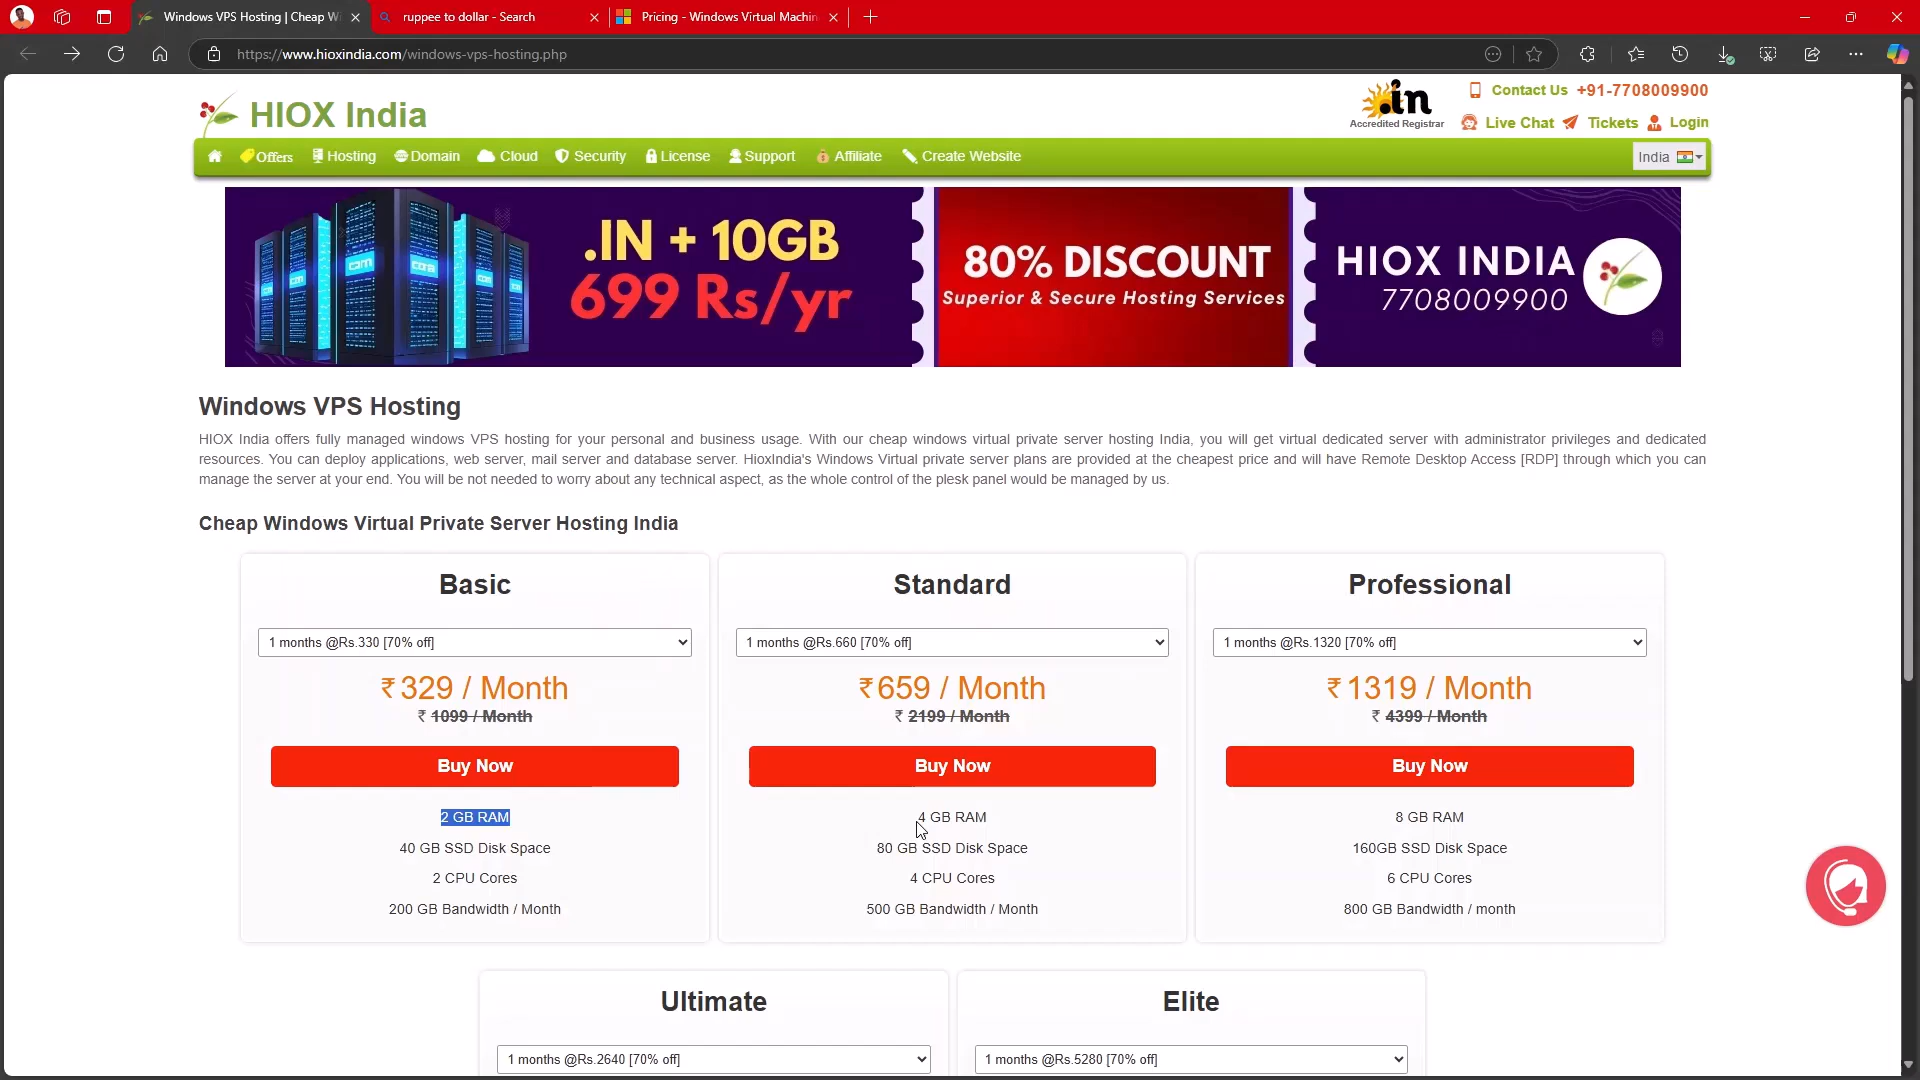 Windows VPS Hosting | Cheap Wi
ruppee to dollar - Search
Pricing - Windows Virtual Machin
https://www.hioxindia.com/windows-vps-hosting.php
HIOX India
.in
Accredited Registrar
Contact Us +91-7708009900
Live Chat Tickets Login
Offers Hosting Domain Cloud Security License Support Affiliate Create Website
India
.IN + 10GB
699 Rs/yr
80% DISCOUNT
Superior & Secure Hosting Services
HIOX INDIA
7708009900
Windows VPS Hosting
HIOX India offers fully managed windows VPS hosting for your personal and business usage. With our cheap windows virtual private server hosting India, you will get virtual dedicated server with administrator privileges and dedicated
resources. You can deploy applications, web server, mail server and database server. HioxIndia's Windows Virtual private server plans are provided at the cheapest price and will have Remote Desktop Access [RDP] through which you can
manage the server at your end. You will be not needed to worry about any technical aspect, as the whole control of the plesk panel would be managed by us.
Cheap Windows Virtual Private Server Hosting India
Basic
1 months @Rs.330 [70% off]
₹329 / Month
₹ 1099 / Month
Buy Now
2 GB RAM
40 GB SSD Disk Space
2 CPU Cores
200 GB Bandwidth / Month
Standard
1 months @Rs.660 [70% off]
₹659 / Month
₹ 2199 / Month
Buy Now
4 GB RAM
80 GB SSD Disk Space
4 CPU Cores
500 GB Bandwidth / Month
Professional
1 months @Rs.1320 [70% off]
₹1319 / Month
₹ 4399 / Month
Buy Now
8 GB RAM
160GB SSD Disk Space
6 CPU Cores
800 GB Bandwidth / month
Ultimate
1 months @Rs.2640 [70% off]
Elite
1 months @Rs.5280 [70% off]